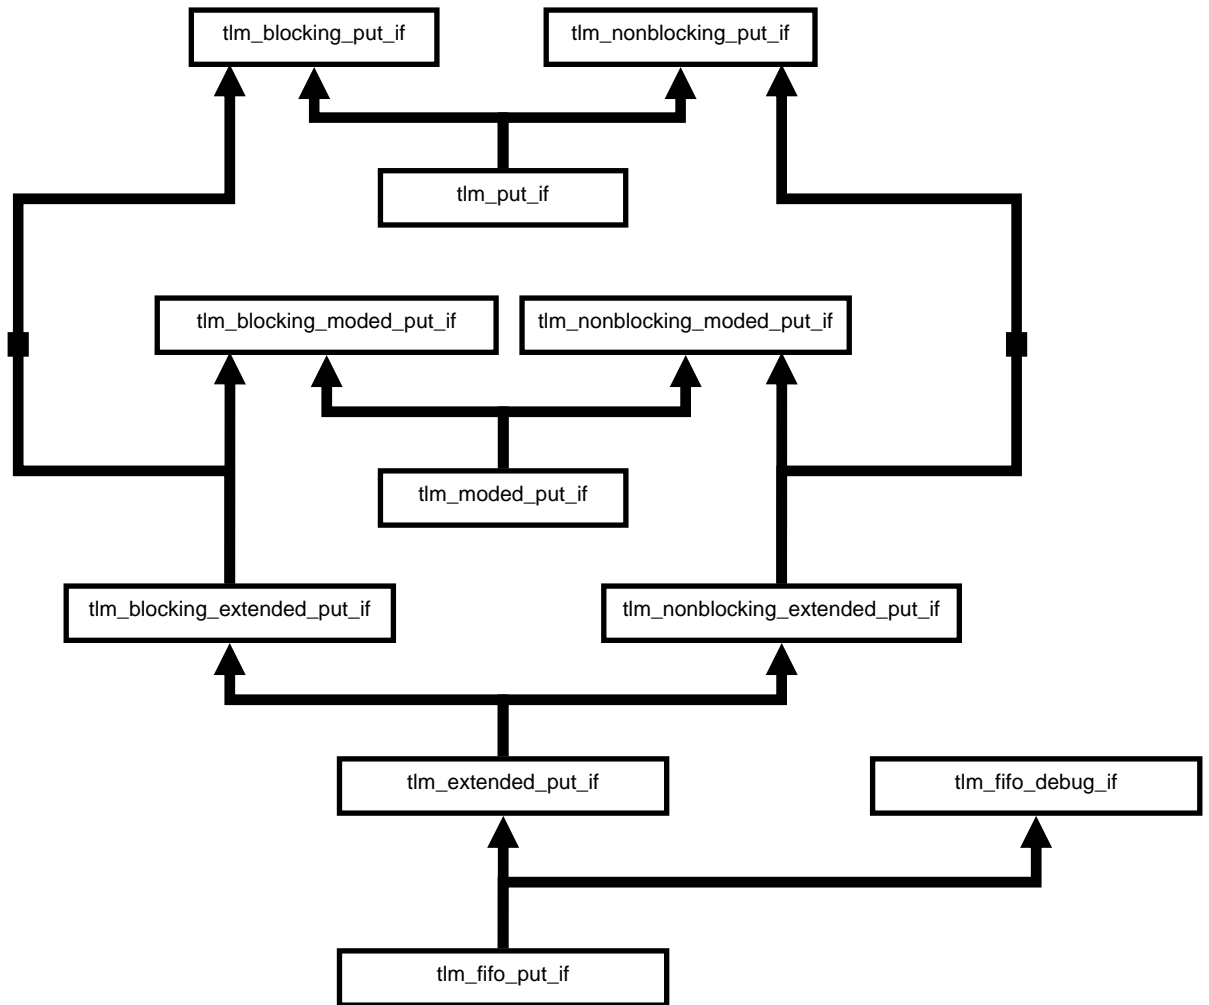 tlm_blocking_put_if
tlm_nonblocking_put_if
tlm_put_if
tlm_blocking_moded_put_if
tlm_nonblocking_moded_put_if
tlm_moded_put_if
tlm_blocking_extended_put_if
tlm_nonblocking_extended_put_if
tlm_extended_put_if
tlm_fifo_debug_if
tlm_fifo_put_if